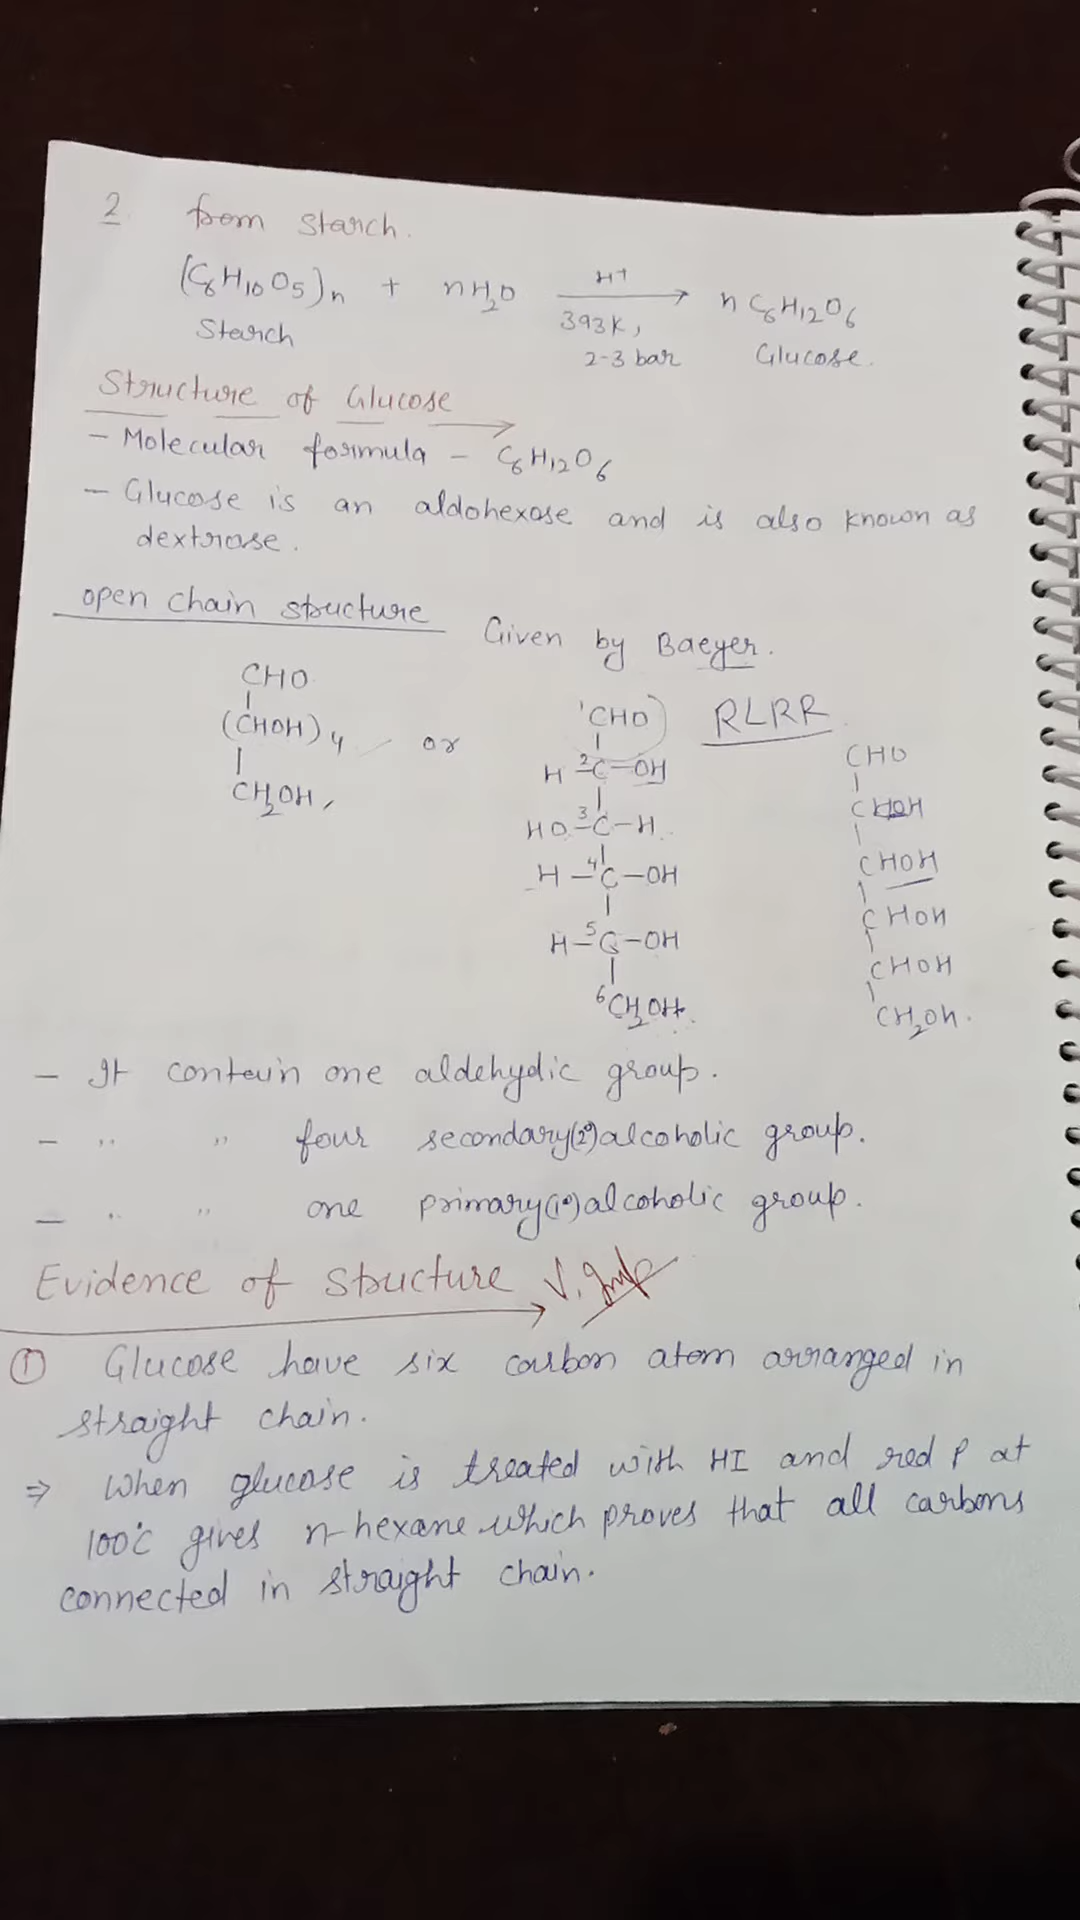 2. from starch.
(C6H10O5)n + nH2O H+ → n C6H12O6
Starch 393K, Glucose.
2-3 bar
Structure of Glucose
- Molecular formula - C6H12O6
- Glucose is an aldohexose and is also known as
dextrose.
open chain structure Given by Baeyer.
CHO
(CHOH)4
CH2OH,
or
1CHO
H-2C-OH
HO-3C-H
H-4C-OH
H-5C-OH
6CH2OH
RLRR
CHO
CHOH
CHOH
CHOH
CHOH
CH2OH.
- It contain one aldehydic group.
- " " four secondary(2°) alcoholic group.
- " " one primary(1°) alcoholic group.
Evidence of structure V. Imp
① Glucose have six carbon atom arranged in
straight chain.
⇒ When glucose is treated with HI and red P at
100°C gives n-hexane which proves that all carbons
connected in straight chain.